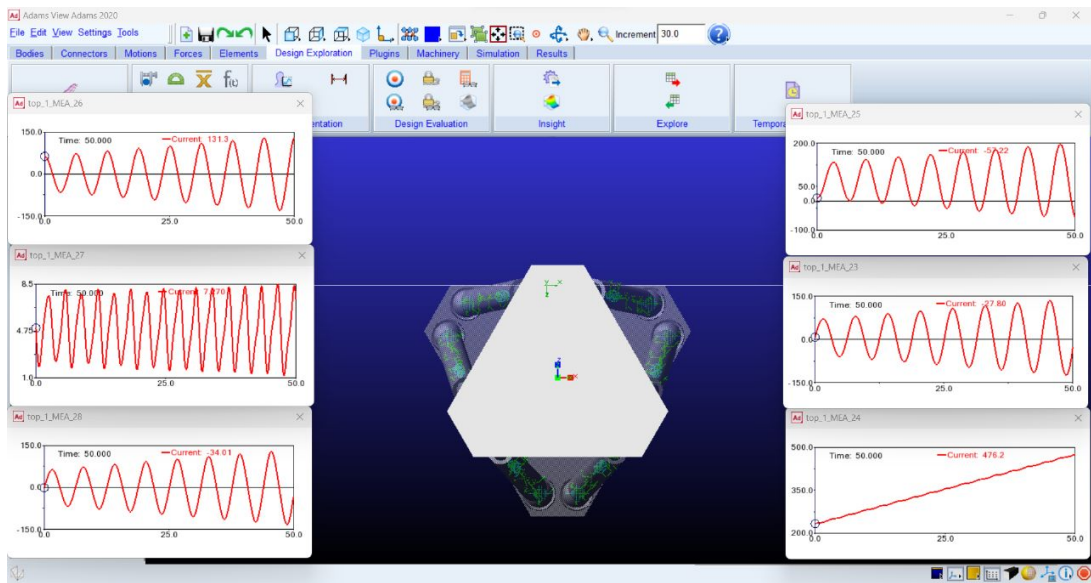 Adams View Adams 2020
File Edit View Settings Tools
Increment 30.0
Bodies Connectors Motions Forces Elements Design Exploration Plugins Machinery Simulation Results
Design Evaluation Insight Explore
top_1_MEA_26
150.0
0.0
-150.0
Time: 50.000 Current: 131.3
0.0 25.0 50.0
top_1_MEA_27
8.5
4.75
1.0
Time: 50.000
0.0 25.0 50.0
top_1_MEA_28
150.0
0.0
-150.0
Time: 50.000 Current: -34.01
0.0 25.0 50.0
top_1_MEA_25
200.0
50.0
0.0
-100.0
Time: 50.000 Current: -57.22
0.0 25.0 50.0
top_1_MEA_23
150.0
0.0
-150.0
Time: 50.000 Current: -27.80
0.0 25.0 50.0
top_1_MEA_24
500.0
350.0
200.0
Time: 50.000 Current: 476.2
0.0 25.0 50.0